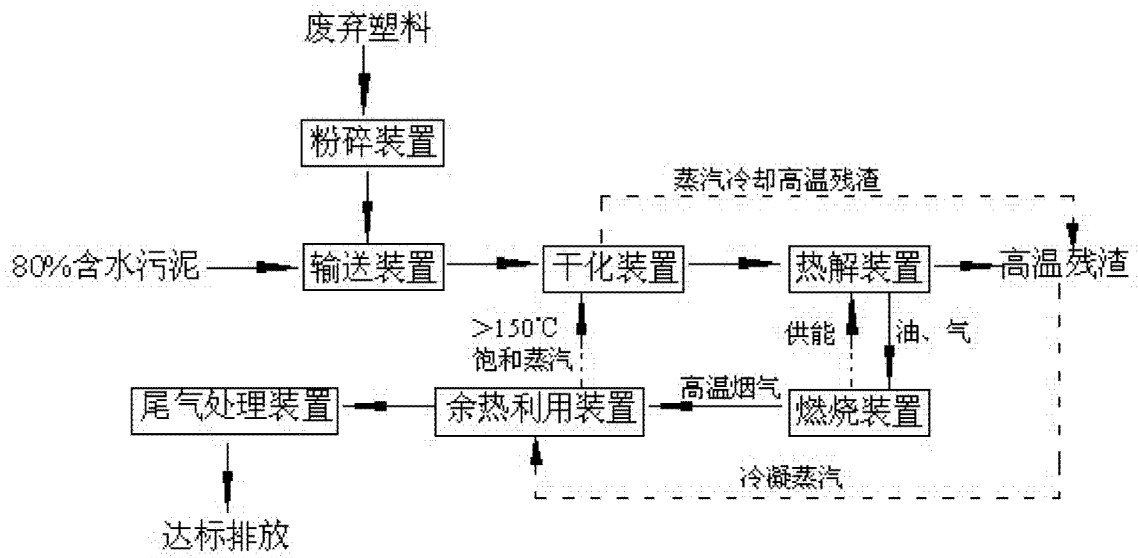 废弃塑料
粉碎装置
蒸汽冷却高温残渣
80%含水污泥
输送装置
干化装置
热解装置
高温残渣
>150℃
饱和蒸汽
供能
油、气
高温烟气
尾气处理装置
余热利用装置
燃烧装置
冷凝蒸汽
达标排放